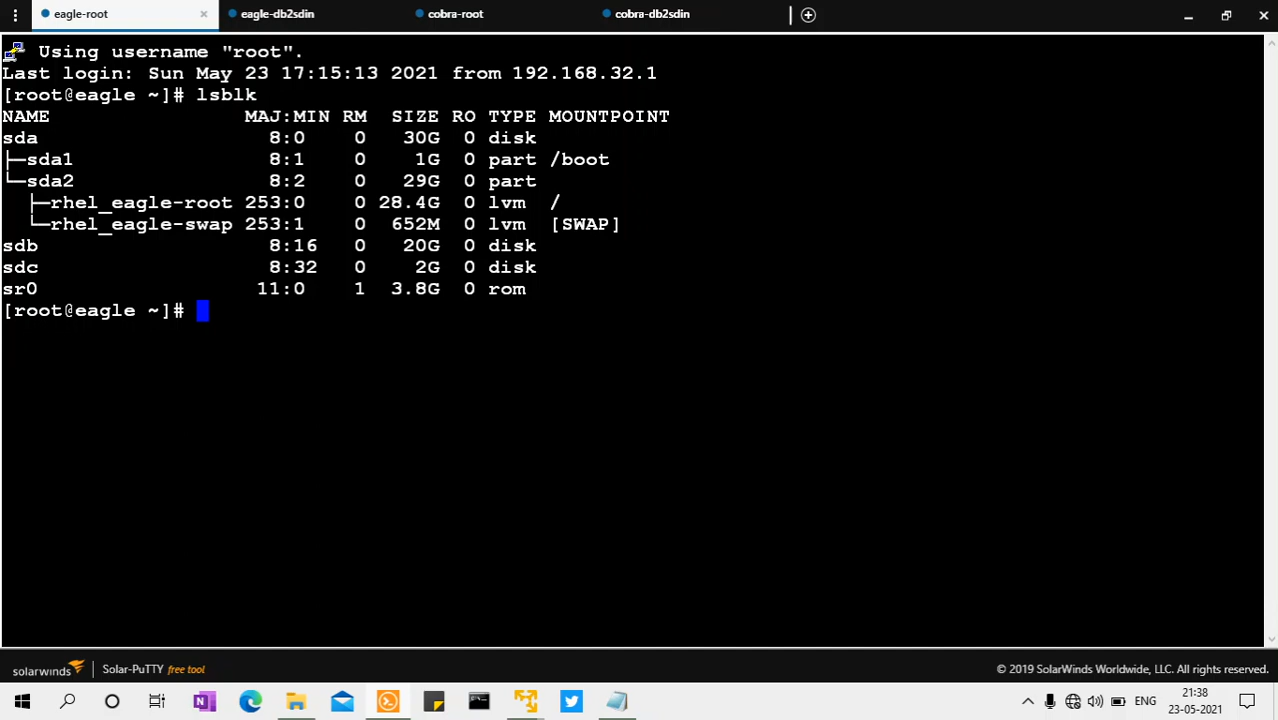 eagle-root × eagle-db2sdin cobra-root cobra-db2sdin
Using username "root".
Last login: Sun May 23 17:15:13 2021 from 192.168.32.1
[root@eagle ~]# lsblk
NAME                MAJ:MIN RM  SIZE RO TYPE MOUNTPOINT
sda                   8:0    0   30G  0 disk
├─sda1                8:1    0    1G  0 part /boot
└─sda2                8:2    0   29G  0 part
  ├─rhel_eagle-root 253:0    0 28.4G  0 lvm  /
  └─rhel_eagle-swap 253:1    0  652M  0 lvm  [SWAP]
sdb                   8:16   0   20G  0 disk
sdc                   8:32   0    2G  0 disk
sr0                  11:0    1  3.8G  0 rom
[root@eagle ~]#
solarwinds Solar-PuTTY free tool © 2019 SolarWinds Worldwide, LLC. All rights reserved.
ENG 21:38
23-05-2021